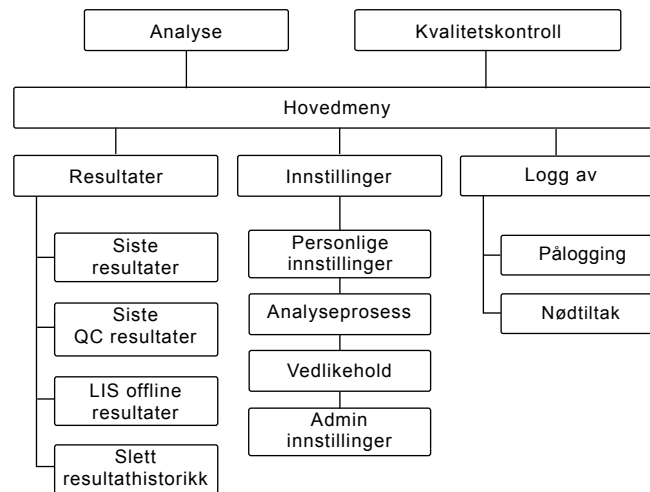 Analyse
Kvalitetskontroll
Hovedmeny
Resultater
Innstillinger
Logg av
Siste
resultater
Siste
QC resultater
LIS offline
resultater
Slett
resultathistorikk
Personlige
innstillinger
Analyseprosess
Vedlikehold
Admin
innstillinger
Pålogging
Nødtiltak